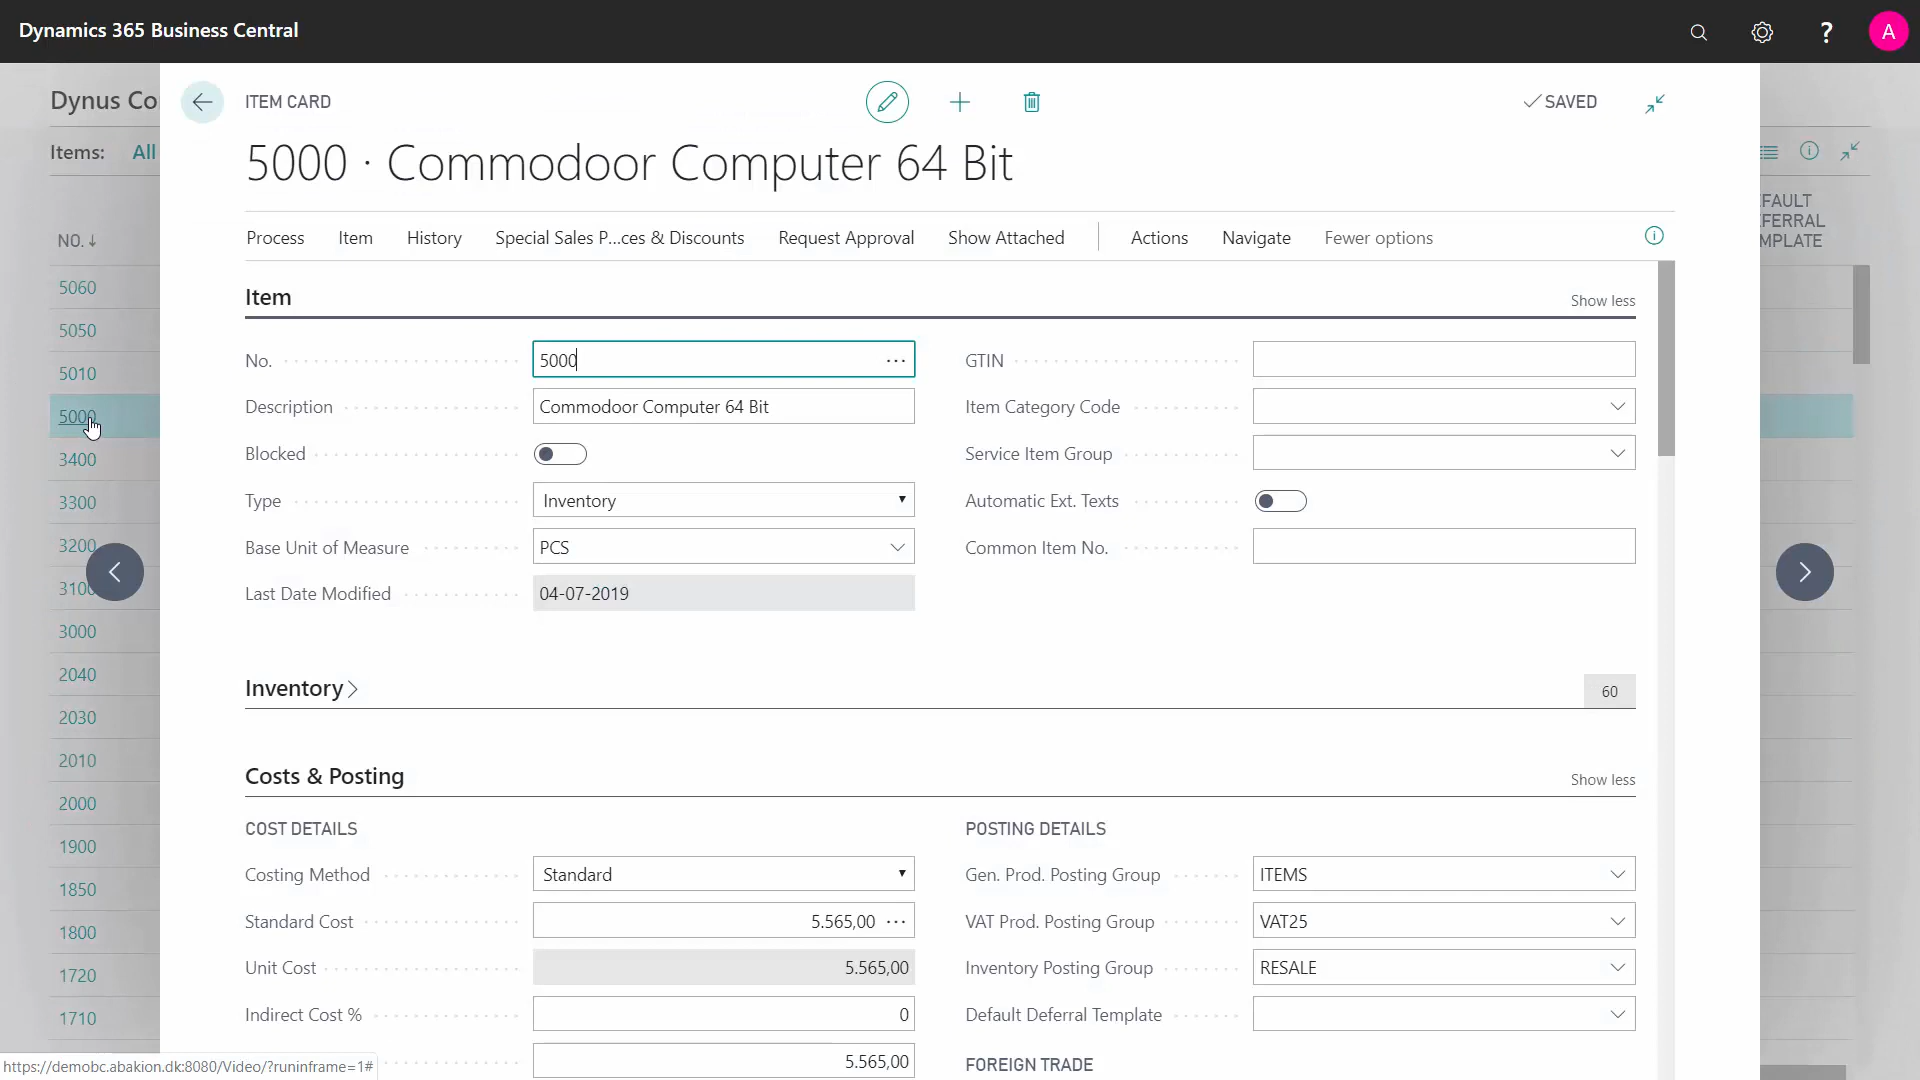 Dynamics 365 Business Central
?
A
Dynus Co
Items: All
NO.↓
5060
5050
5010
5000
3400
3300
3200
3100
3000
2040
2030
2010
2000
1900
1850
1800
1720
1710
ITEM CARD
✓SAVED
5000 · Commodoor Computer 64 Bit
Process Item History Special Sales P...ces & Discounts Request Approval Show Attached Actions Navigate Fewer options
Item
Show less
No. 5000 ···
Description Commodoor Computer 64 Bit
Blocked
Type Inventory
Base Unit of Measure PCS
Last Date Modified 04-07-2019
GTIN
Item Category Code
Service Item Group
Automatic Ext. Texts
Common Item No.
Inventory >
60
Costs & Posting
Show less
COST DETAILS
Costing Method Standard
Standard Cost 5.565,00 ···
Unit Cost 5.565,00
Indirect Cost % 0
5.565,00
POSTING DETAILS
Gen. Prod. Posting Group ITEMS
VAT Prod. Posting Group VAT25
Inventory Posting Group RESALE
Default Deferral Template
FOREIGN TRADE
FAULT
FERRAL
MPLATE
https://demobc.abakion.dk:8080/Video/?runinframe=1#